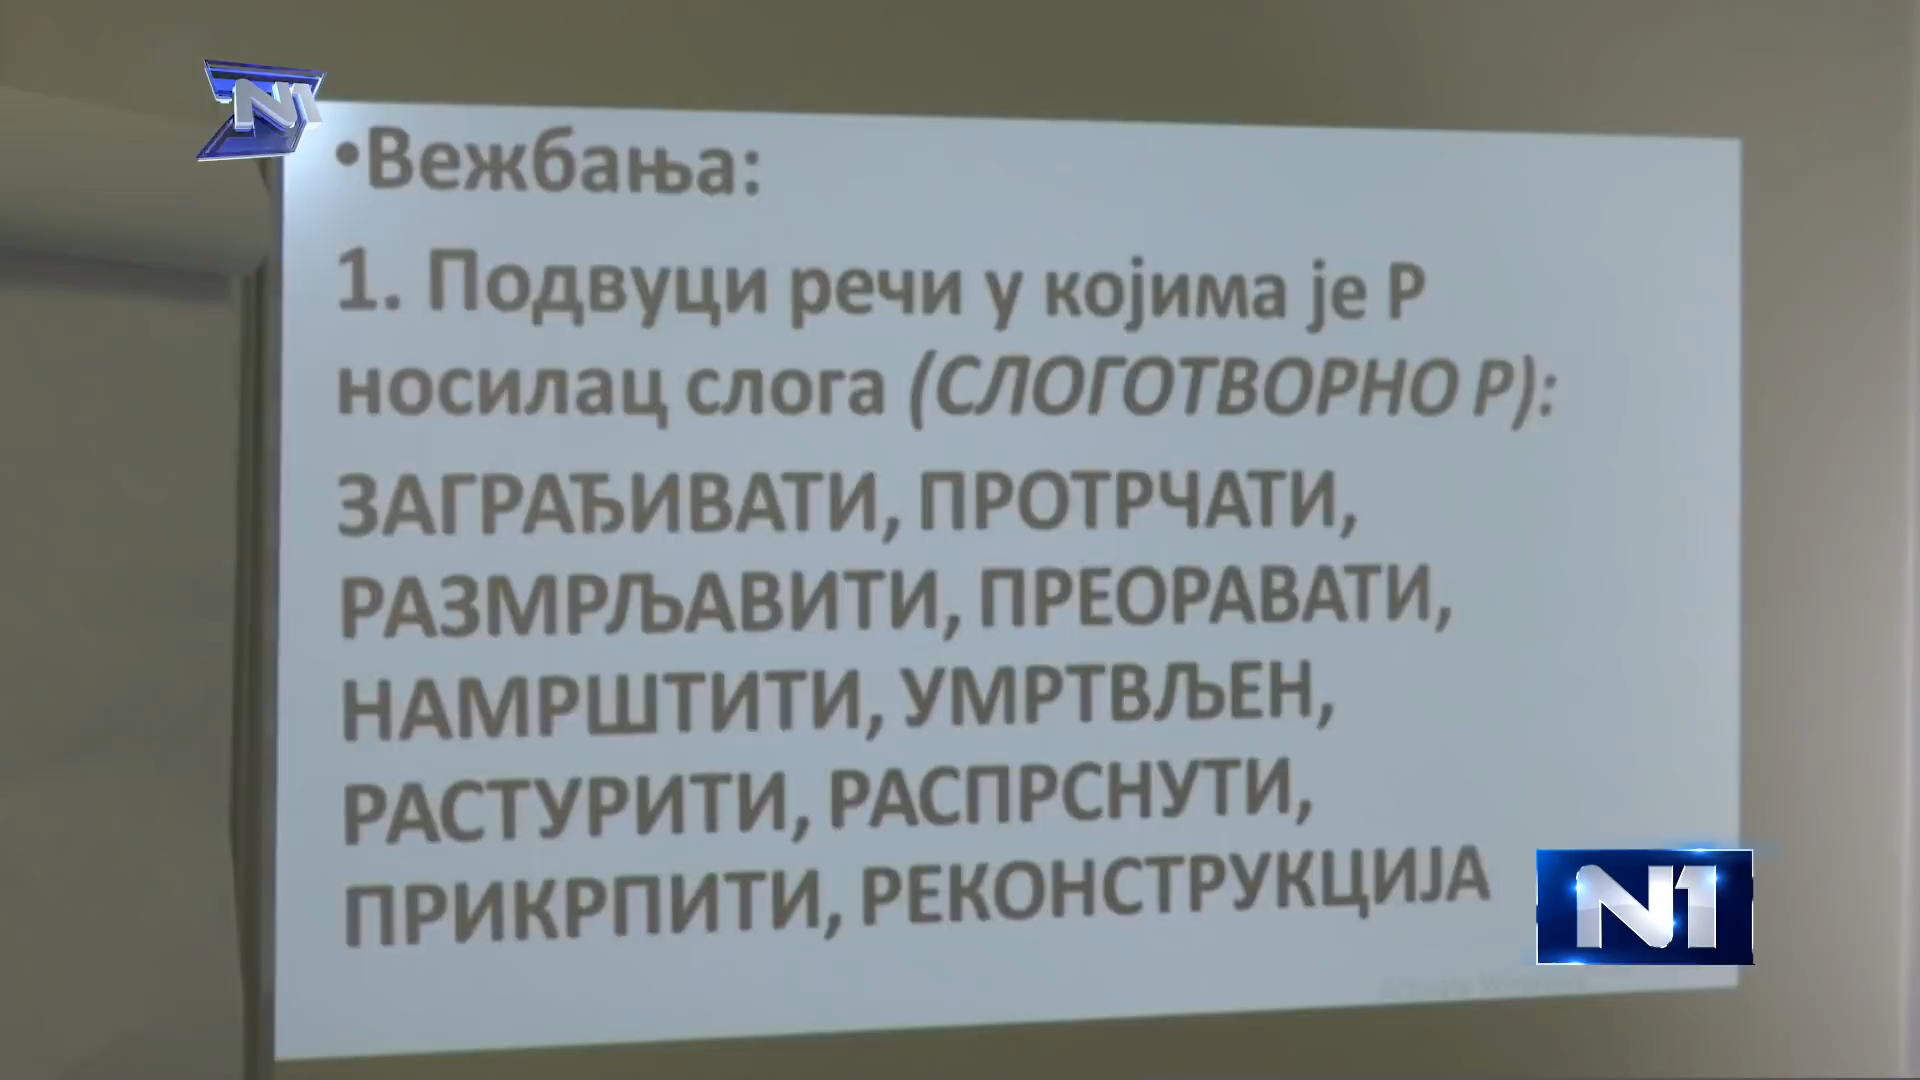 N1
•Вежбања:
1. Подвуци речи у којима је Р
носилац слога (СЛОГОТВОРНО Р):
ЗАГРАЂИВАТИ, ПРОТРЧАТИ,
РАЗМРЉАВИТИ, ПРЕОРАВАТИ,
НАМРШТИТИ, УМРТВЉЕН,
РАСТУРИТИ, РАСПРСНУТИ,
ПРИКРПИТИ, РЕКОНСТРУКЦИЈА
N1